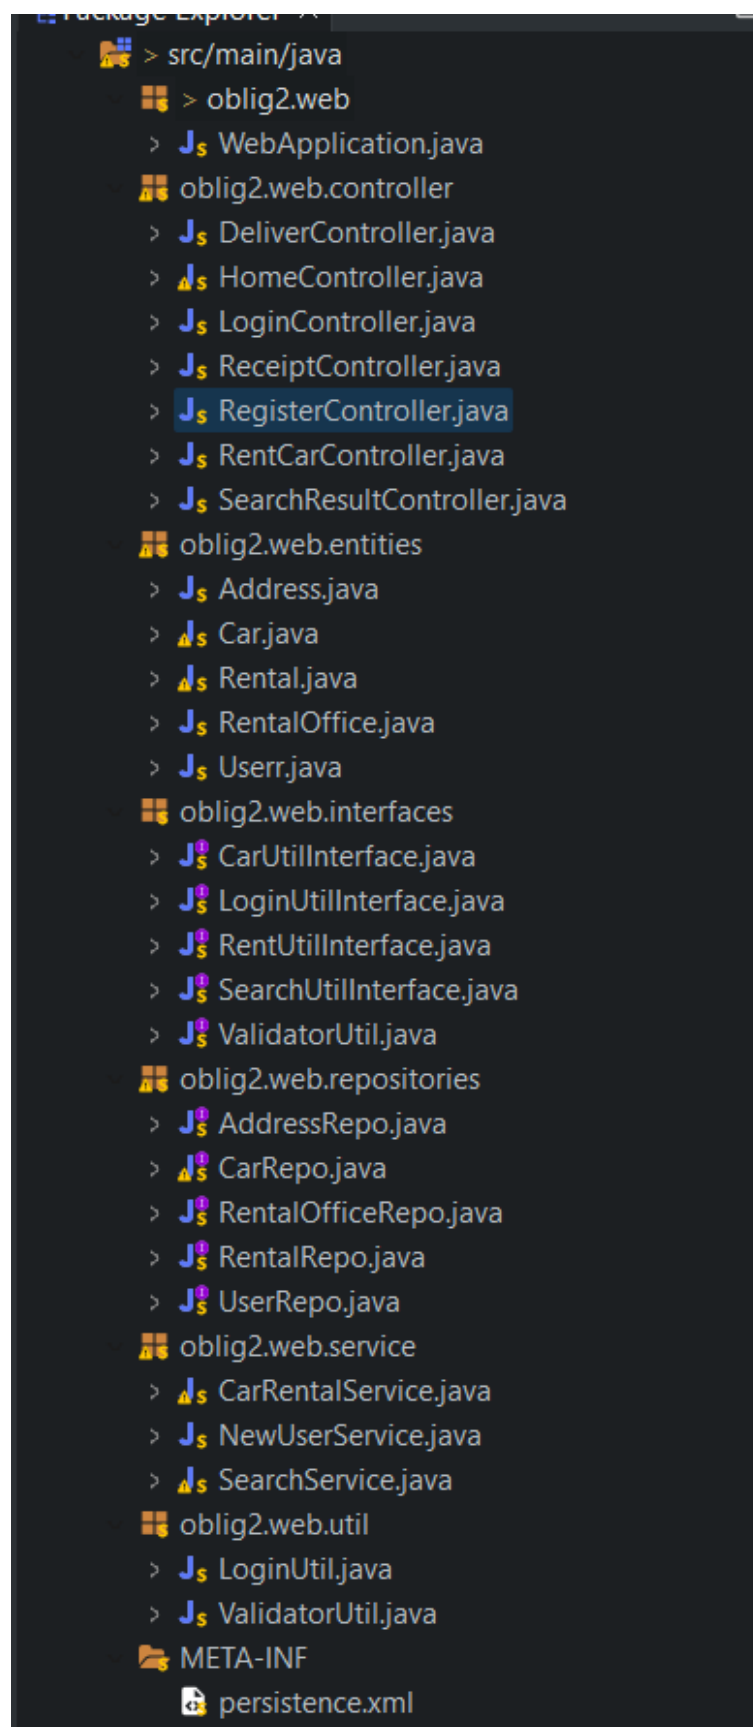 Package Explorer ×
> src/main/java
> oblig2.web
> WebApplication.java
oblig2.web.controller
> DeliverController.java
> HomeController.java
> LoginController.java
> ReceiptController.java
> RegisterController.java
> RentCarController.java
> SearchResultController.java
oblig2.web.entities
> Address.java
> Car.java
> Rental.java
> RentalOffice.java
> Userr.java
oblig2.web.interfaces
> CarUtilInterface.java
> LoginUtilInterface.java
> RentUtilInterface.java
> SearchUtilInterface.java
> ValidatorUtil.java
oblig2.web.repositories
> AddressRepo.java
> CarRepo.java
> RentalOfficeRepo.java
> RentalRepo.java
> UserRepo.java
oblig2.web.service
> CarRentalService.java
> NewUserService.java
> SearchService.java
oblig2.web.util
> LoginUtil.java
> ValidatorUtil.java
META-INF
persistence.xml